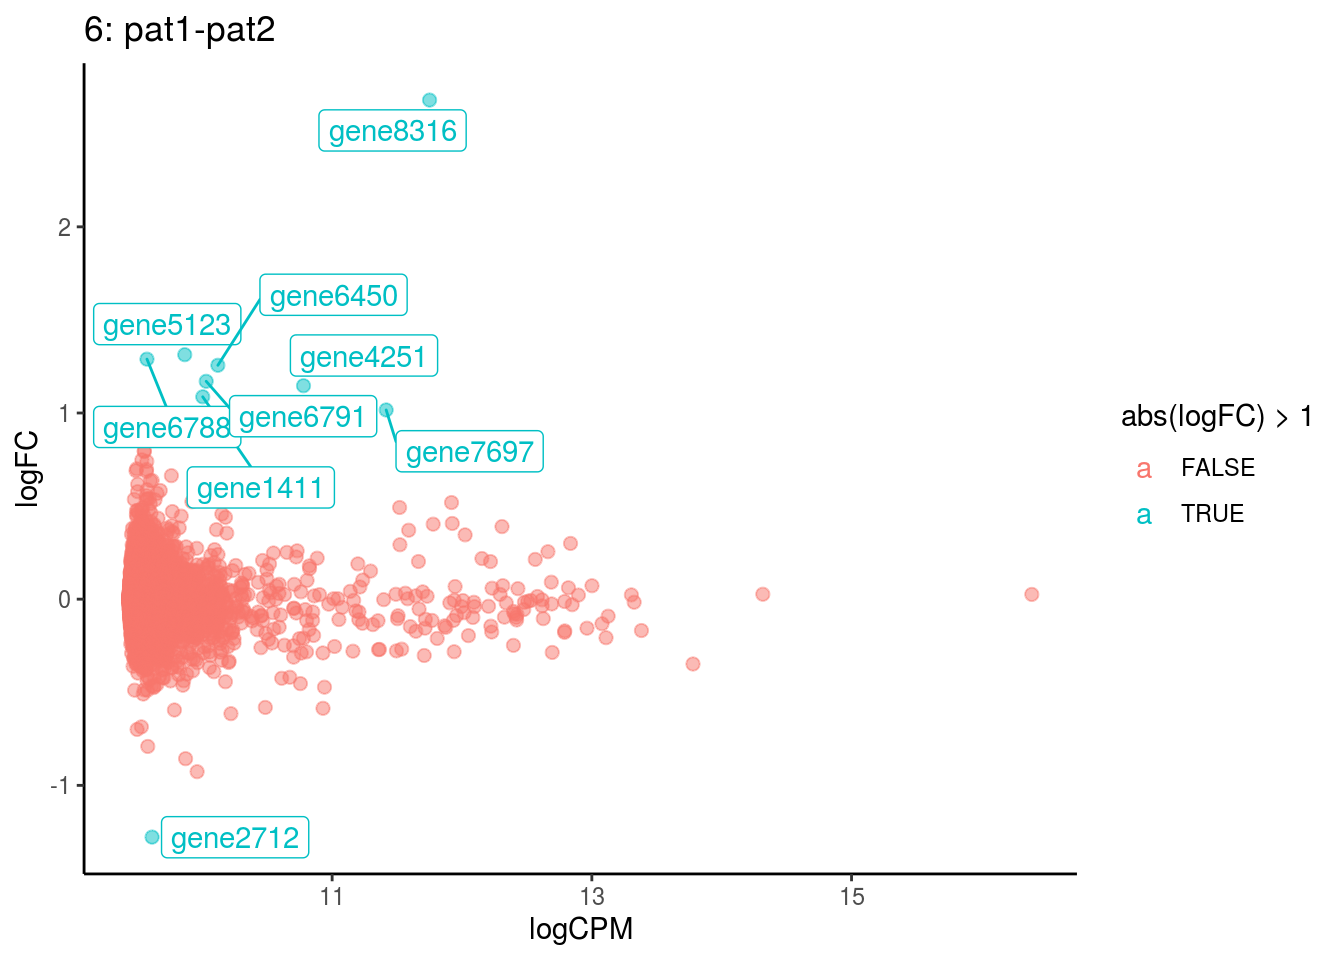 6: pat1-pat2
gene8316
2
gene6450
gene5123
gene4251
1
gene6791
gene6788
gene7697
gene1411
0
-1
gene2712
logFC
11
13
15
logCPM
abs(logFC) > 1
a FALSE
a TRUE